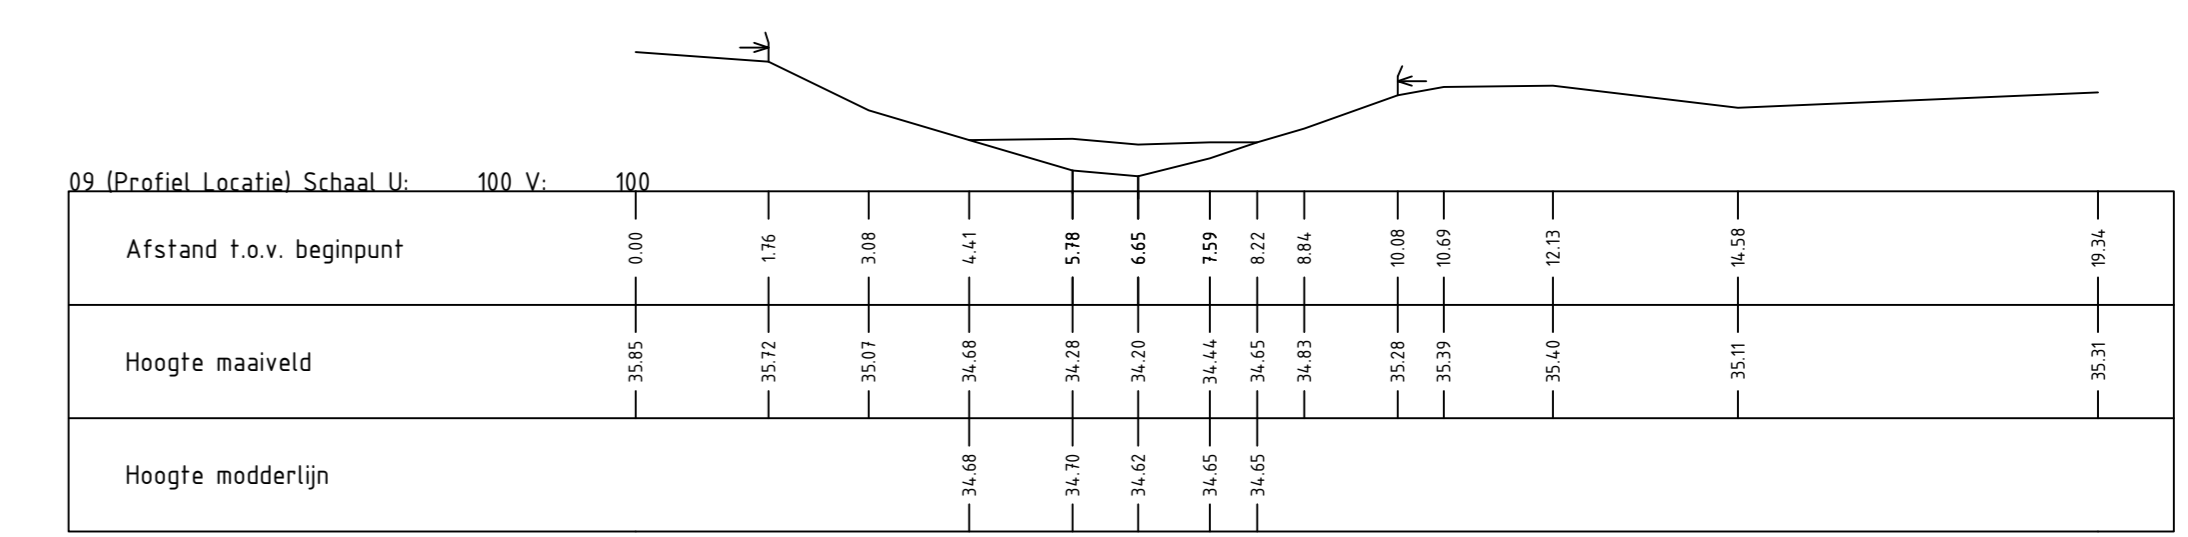 09 (Profiel Locatie) Schaal U: 100 V: 100
Afstand t.o.v. beginpunt 0.00 1.76 3.08 4.41 5.78 6.65 7.59 8.22 8.84 10.08 10.69 12.13 14.58 19.34
Hoogte maaiveld 35.85 35.72 35.07 34.68 34.28 34.20 34.44 34.65 34.83 35.28 35.39 35.40 35.11 35.31
Hoogte modderlijn 34.68 34.70 34.62 34.65 34.65